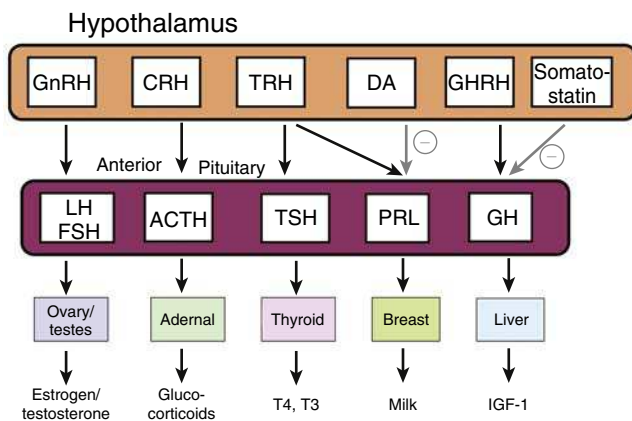 Hypothalamus
GnRH CRH TRH DA GHRH Somato-
statin
− −
Anterior Pituitary
LH
FSH ACTH TSH PRL GH
Ovary/
testes Adernal Thyroid Breast Liver
Estrogen/
testosterone Gluco-
corticoids T4, T3 Milk IGF-1